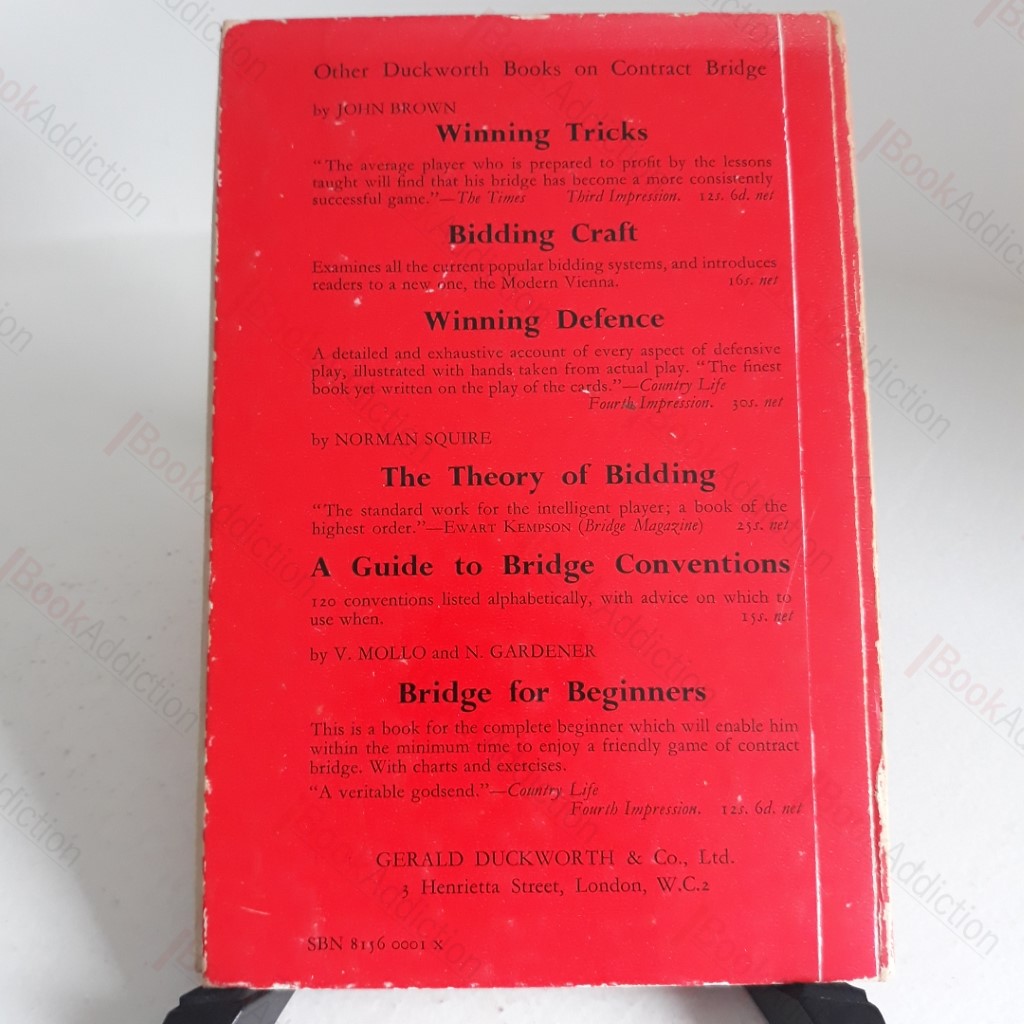 Other Duckworth Books on Contract Bridge
by JOHN BROWN
Winning Tricks
"The average player who is prepared to profit by the lessons
taught will find that his bridge has become a more consistently
successful game."—The Times Third Impression. 12s. 6d. net
Bidding Craft
Examines all the current popular bidding systems, and introduces
readers to a new one, the Modern Vienna. 16s. net
Winning Defence
A detailed and exhaustive account of every aspect of defensive
play, illustrated with hands taken from actual play. "The finest
book yet written on the play of the cards."—Country Life
Fourth Impression. 30s. net
by NORMAN SQUIRE
The Theory of Bidding
"The standard work for the intelligent player; a book of the
highest order."—EWART KEMPSON (Bridge Magazine) 25s. net
A Guide to Bridge Conventions
120 conventions listed alphabetically, with advice on which to
use when. 15s. net
by V. MOLLO and N. GARDENER
Bridge for Beginners
This is a book for the complete beginner which will enable him
within the minimum time to enjoy a friendly game of contract
bridge. With charts and exercises.
"A veritable godsend."—Country Life
Fourth Impression. 12s. 6d. net
GERALD DUCKWORTH & Co., Ltd.
3 Henrietta Street, London, W.C.2
SBN 8156 0001 X
BookAddiction